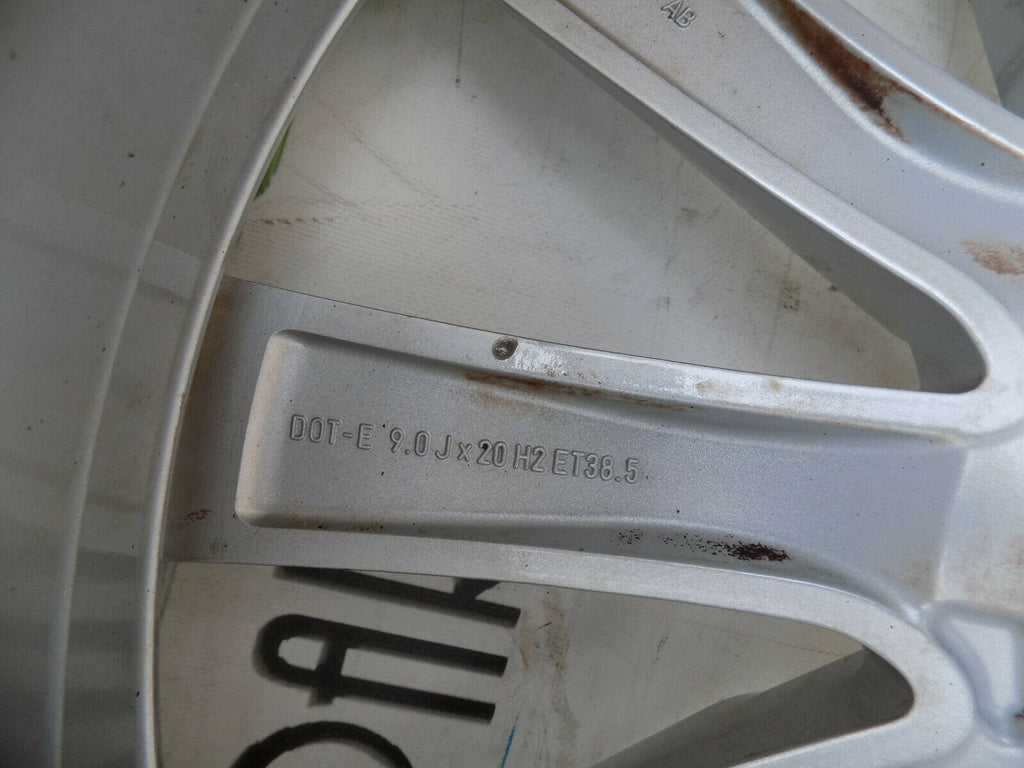 AB
DOT-E 9.0 J x 20 H2 ET38.5